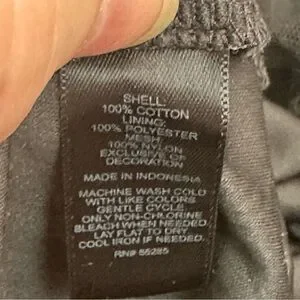 SHELL:
100% COTTON
LINING:
100% POLYESTER
MESH
100% NYLON
EXCLUSIVE OF
DECORATION
MADE IN INDONESIA
MACHINE WASH COLD
WITH LIKE COLORS
GENTLE CYCLE
ONLY NON-CHLORINE
BLEACH WHEN NEEDED.
LAY FLAT TO DRY.
COOL IRON IF NEEDED.
RN# 55285